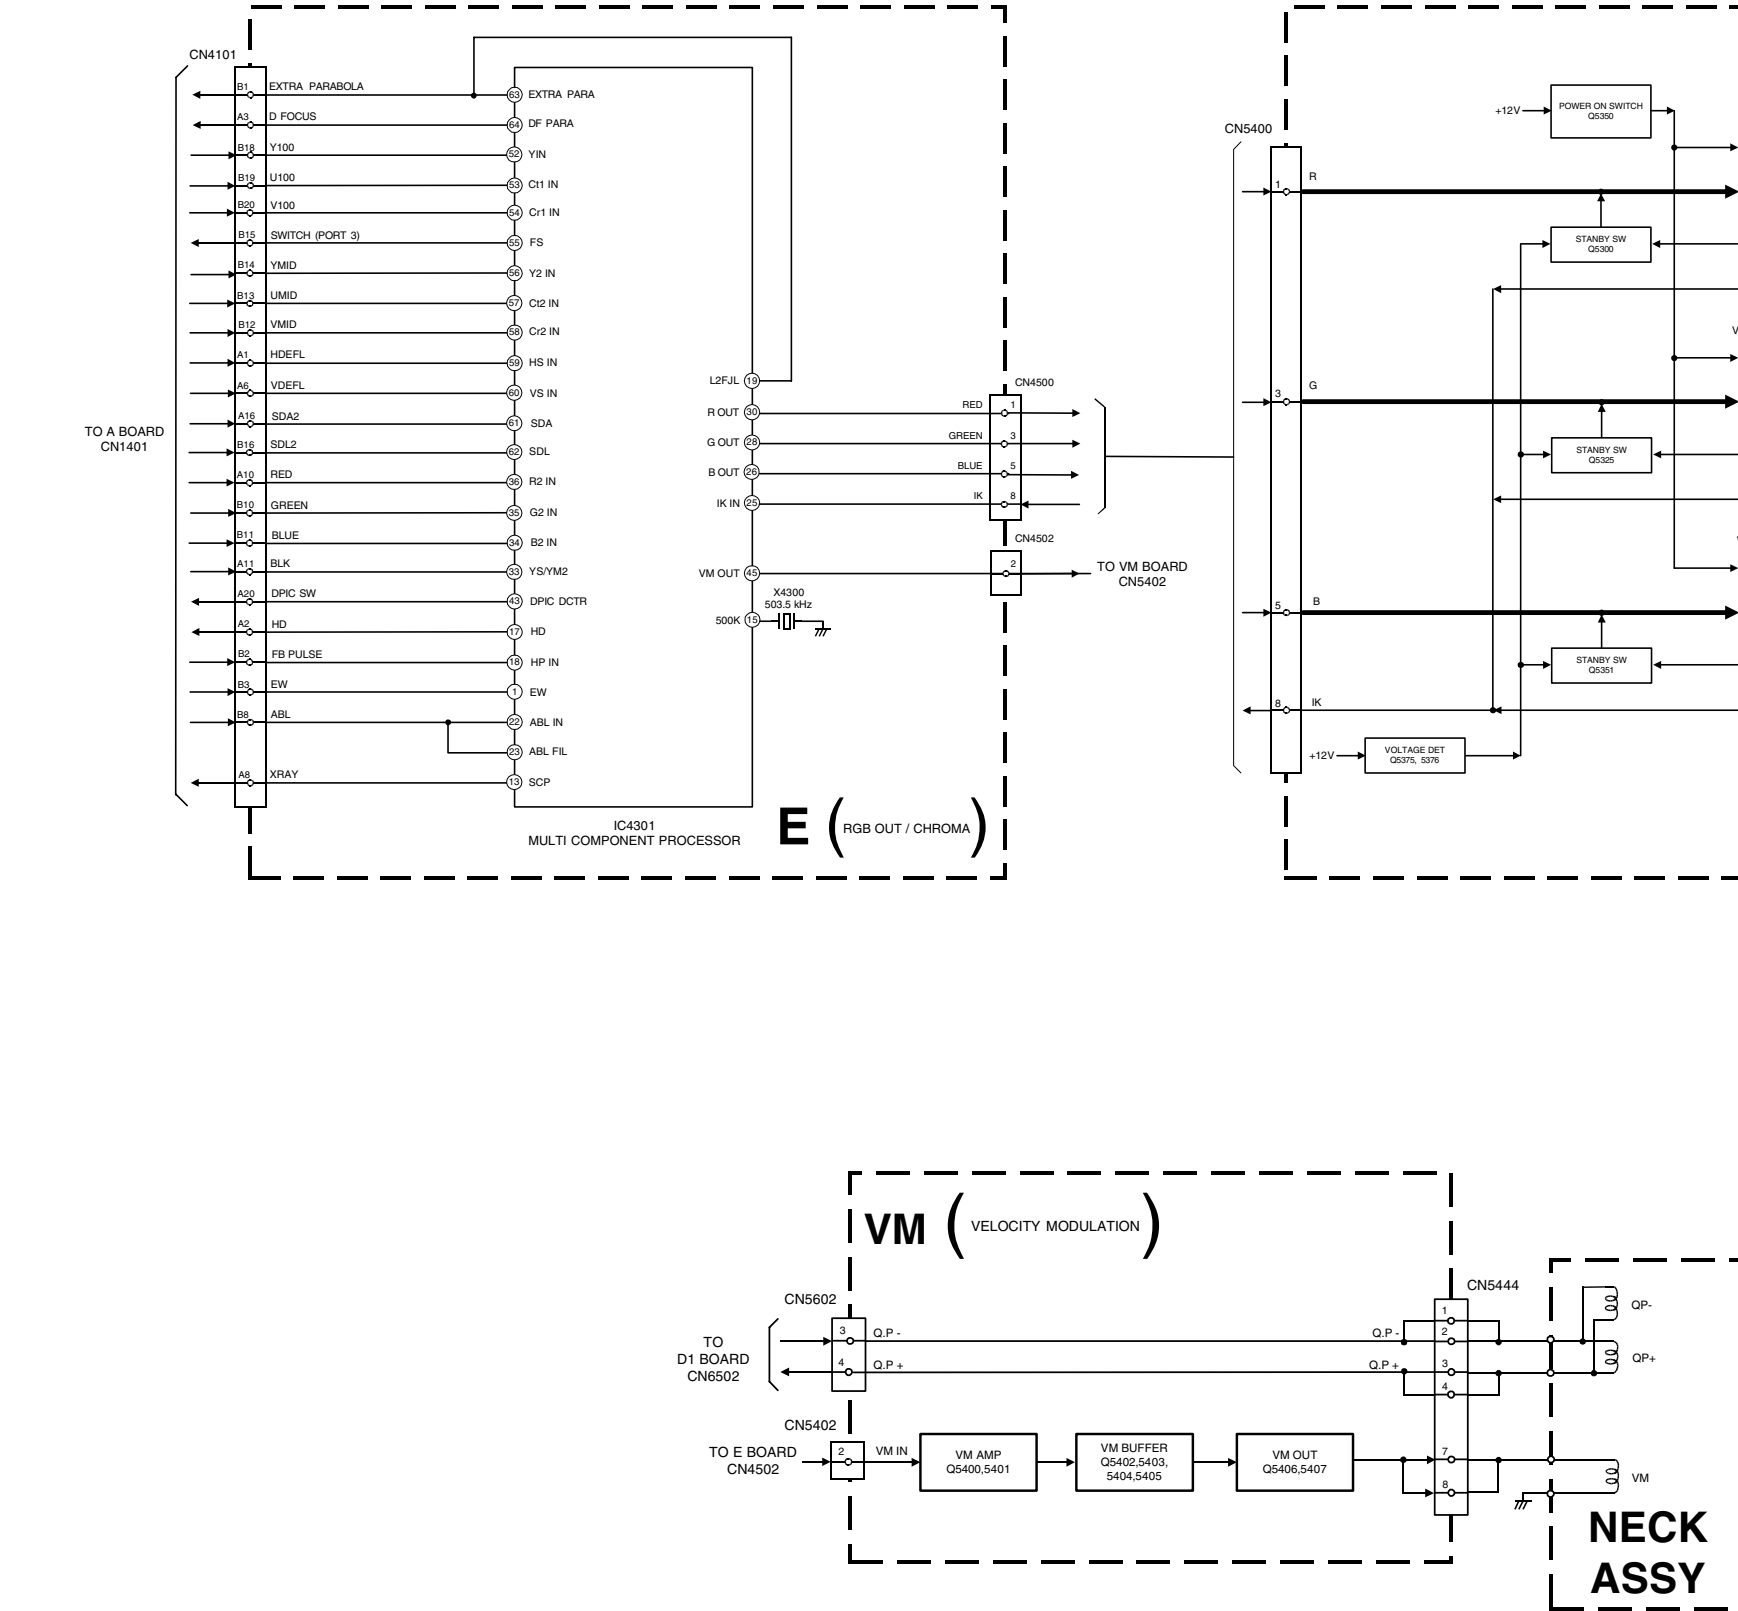 CN4101
TO A BOARD
CN1401
B1 EXTRA PARABOLA 63 EXTRA PARA
A3 D FOCUS 64 DF PARA
B18 Y100 52 YIN
B19 U100 53 Ct1 IN
B20 V100 54 Cr1 IN
B15 SWITCH (PORT 3) 55 FS
B14 YMID 56 Y2 IN
B13 UMID 57 Ct2 IN
B12 VMID 58 Cr2 IN
A1 HDEFL 59 HS IN
A6 VDEFL 60 VS IN
A16 SDA2 61 SDA
B16 SDL2 62 SDL
A10 RED 36 R2 IN
B10 GREEN 35 G2 IN
B11 BLUE 34 B2 IN
A11 BLK 33 YS/YM2
A20 DPIC SW 43 DPIC DCTR
A2 HD 17 HD
B2 FB PULSE 18 HP IN
B3 EW 1 EW
B8 ABL 22 ABL IN
23 ABL FIL
A8 XRAY 13 SCP
L2FJL 19
R OUT 30
G OUT 28
B OUT 26
IK IN 25
VM OUT 45
500K 15
X4300
503.5 kHz
CN4500
RED 1
GREEN 3
BLUE 5
IK 8
CN4502
2
TO VM BOARD
CN5402
IC4301
MULTI COMPONENT PROCESSOR
E (RGB OUT / CHROMA)
CN5400
1 R
3 G
5 B
8 IK
+12V
POWER ON SWITCH
Q5350
STANBY SW
Q5300
V
STANBY SW
Q5325
STANBY SW
Q5351
+12V
VOLTAGE DET
Q5375, 5376
VM (VELOCITY MODULATION)
CN5602
TO
D1 BOARD
CN6502
3 Q.P -
4 Q.P +
Q.P -
Q.P +
CN5402
TO E BOARD
CN4502
2 VM IN
VM AMP
Q5400,5401
VM BUFFER
Q5402,5403,
5404,5405
VM OUT
Q5406,5407
CN5444
1
2
3
4
7
8
QP-
QP+
VM
NECK
ASSY